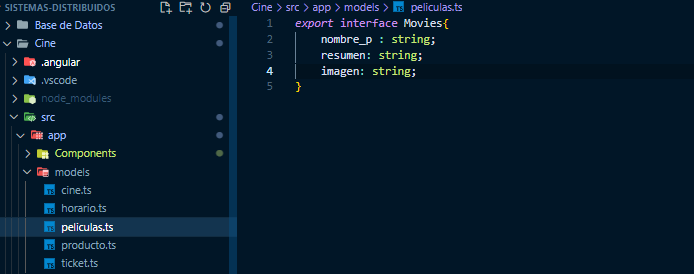 SISTEMAS-DISTRIBUIDOS
Base de Datos
Cine
.angular
.vscode
node_modules
src
app
Components
models
cine.ts
horario.ts
peliculas.ts
producto.ts
ticket.ts
Cine > src > app > models > TS peliculas.ts
1 export interface Movies{
2 nombre_p : string;
3 resumen: string;
4 imagen: string;
5 }